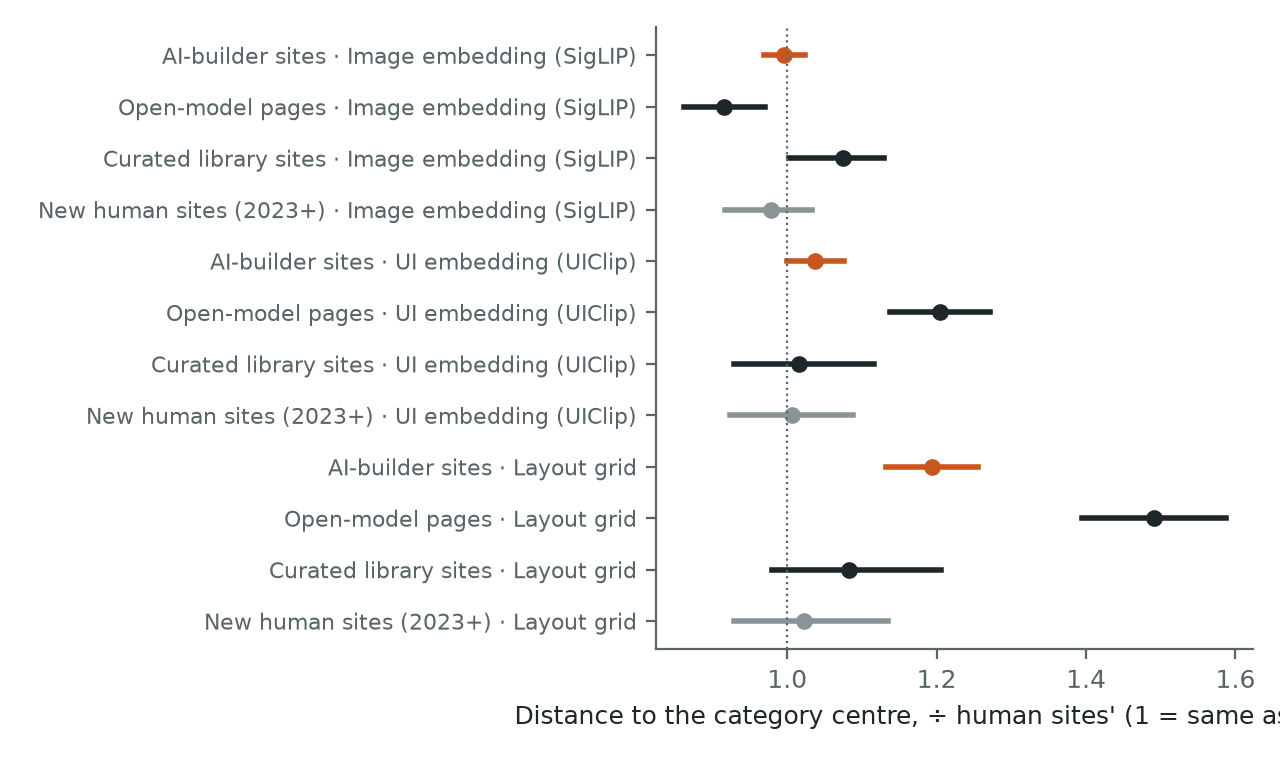 AI-builder sites · Image embedding (SigLIP)
Open-model pages · Image embedding (SigLIP)
Curated library sites · Image embedding (SigLIP)
New human sites (2023+) · Image embedding (SigLIP)
AI-builder sites · UI embedding (UIClip)
Open-model pages · UI embedding (UIClip)
Curated library sites · UI embedding (UIClip)
New human sites (2023+) · UI embedding (UIClip)
AI-builder sites · Layout grid
Open-model pages · Layout grid
Curated library sites · Layout grid
New human sites (2023+) · Layout grid
1.0 1.2 1.4 1.6
Distance to the category centre, ÷ human sites' (1 = same as